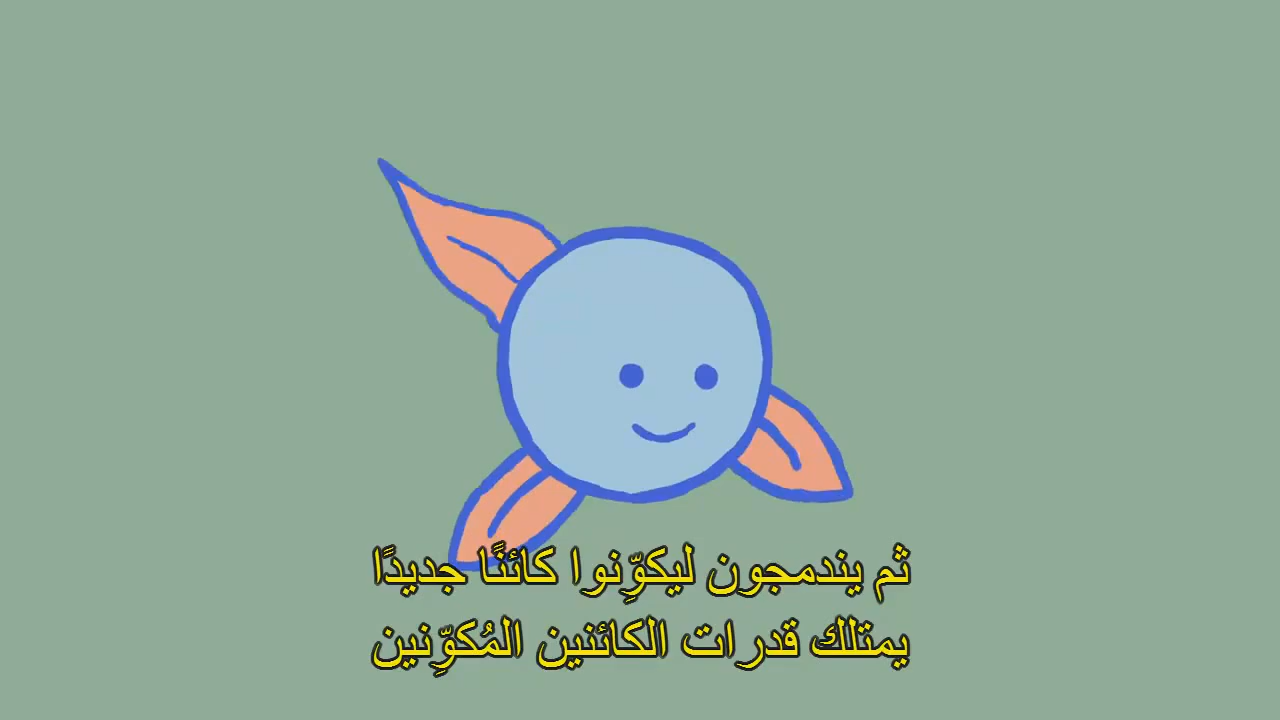 ثم يندمجون ليكوِّنوا كائنًا جديدًا
يمتلك قدرات الكائنين المُكوِّنين